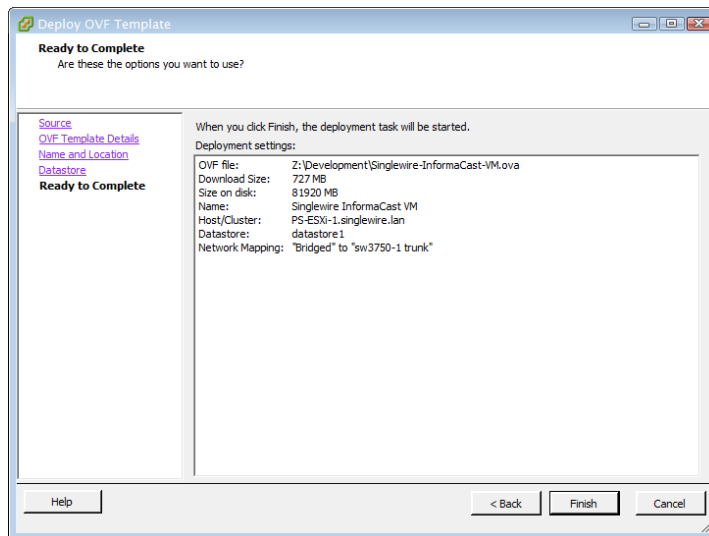 Deploy OVF Template
Ready to Complete
Are these the options you want to use?
Source
OVF Template Details
Name and Location
Datastore
Ready to Complete
When you click Finish, the deployment task will be started.
Deployment settings:
OVF file: Z:\Development\Singlewire-InformaCast-VM.ova
Download Size: 727 MB
Size on disk: 81920 MB
Name: Singlewire InformaCast VM
Host/Cluster: PS-ESXi-1.singlewire.lan
Datastore: datastore1
Network Mapping: "Bridged" to "sw3750-1 trunk"
Help
< Back
Finish
Cancel